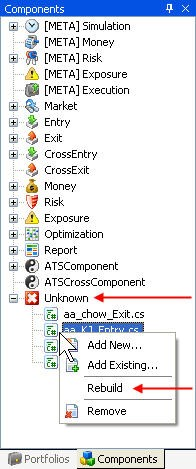 Components
[META] Simulation
[META] Money
[META] Risk
[META] Exposure
[META] Execution
Market
Entry
Exit
CrossEntry
CrossExit
Money
Risk
Exposure
Optimization
Report
ATSComponent
ATSCrossComponent
Unknown
aa_chow_Exit.cs
aa_KJ_Entry.cs
Add New...
Add Existing...
Rebuild
Remove
Portfolios
Components